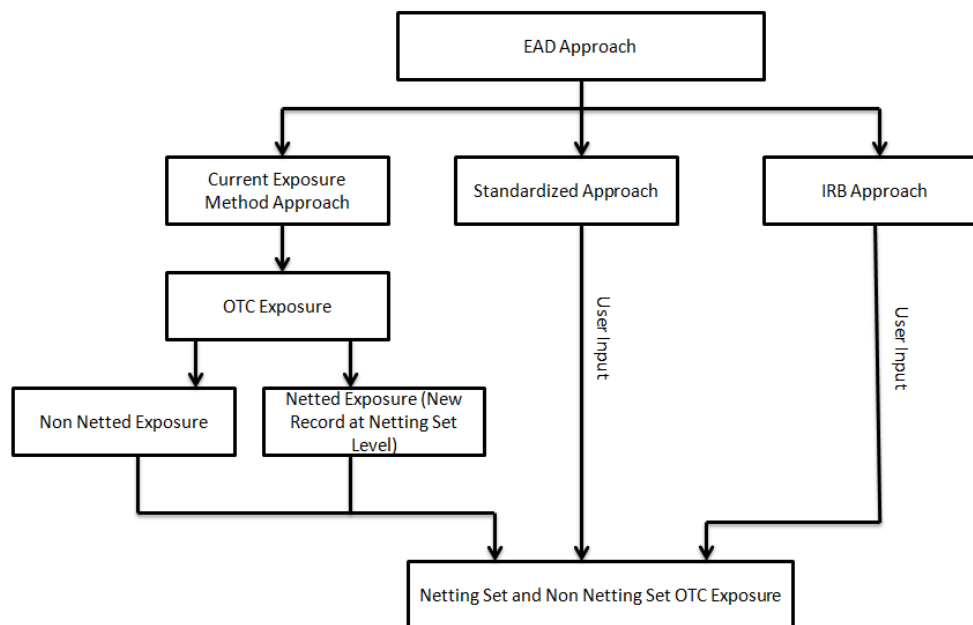 EAD Approach
Current Exposure
Method Approach
Standardized Approach
IRB Approach
OTC Exposure
User Input
User Input
Non Netted Exposure
Netted Exposure (New
Record at Netting Set
Level)
Netting Set and Non Netting Set OTC Exposure